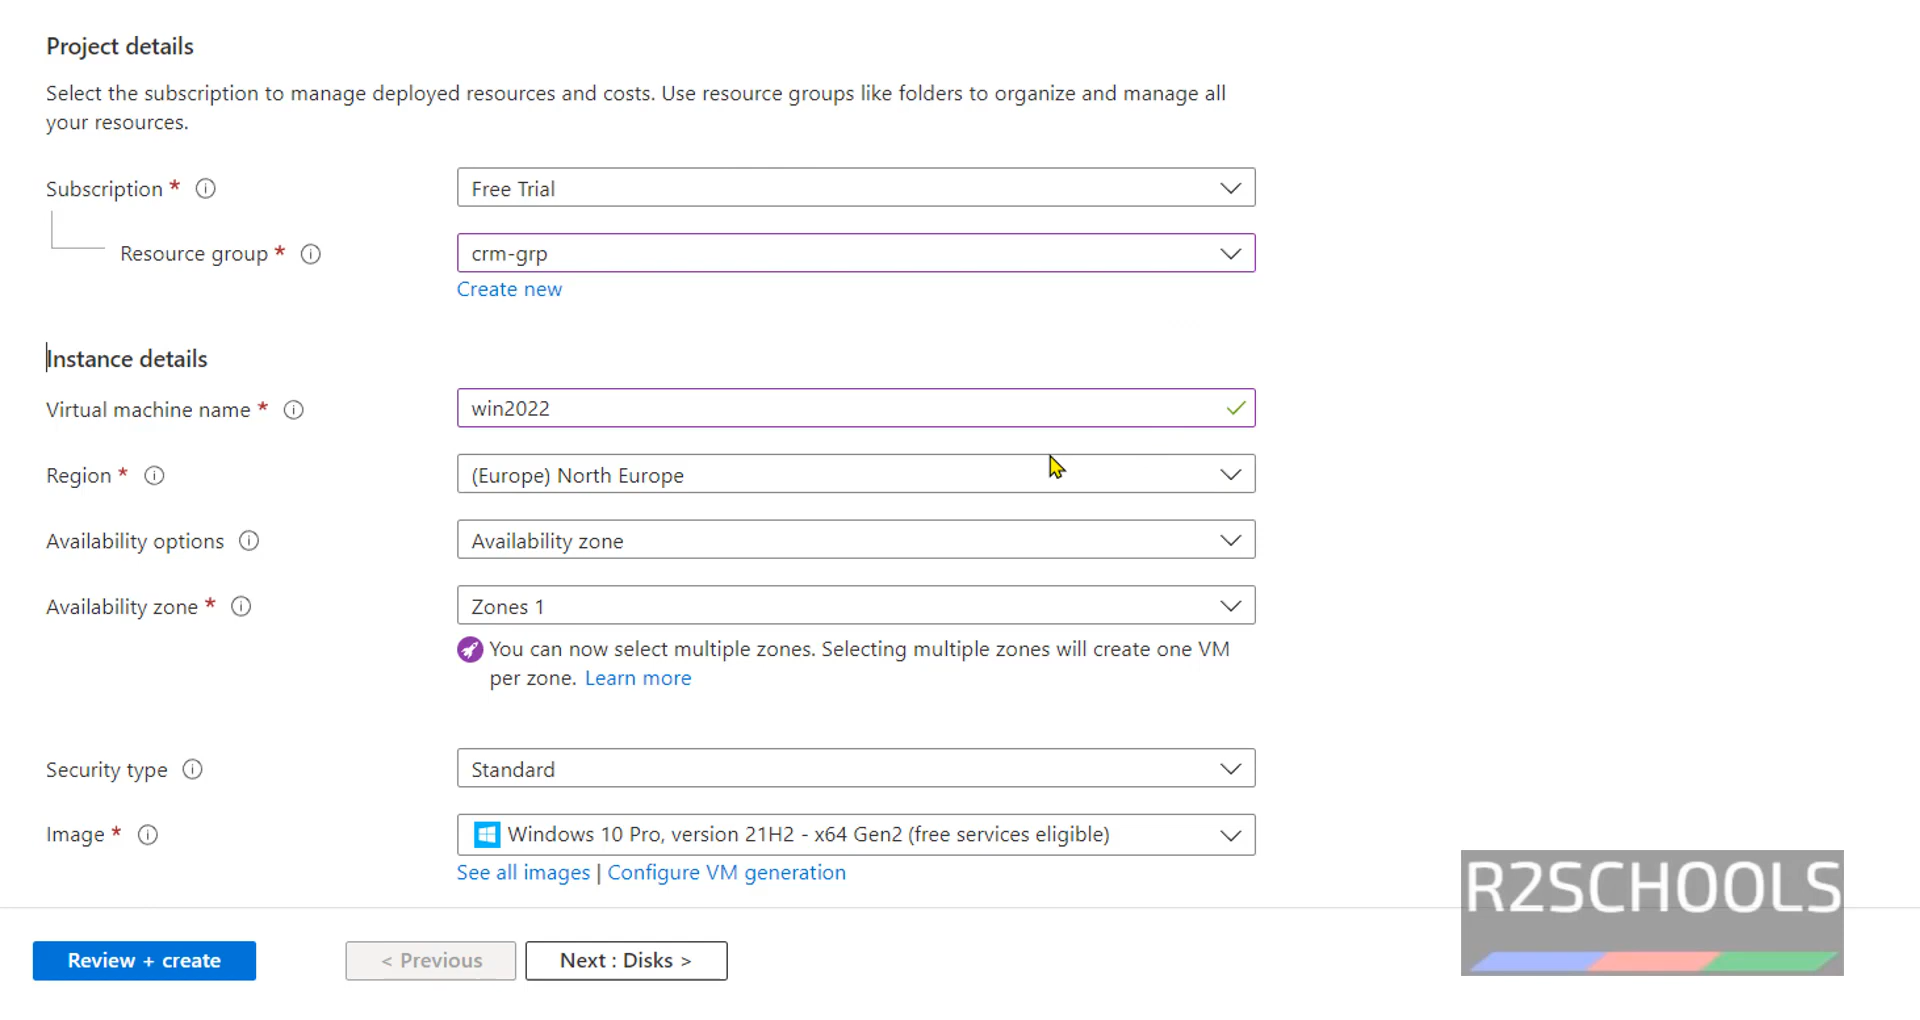 Project details
Select the subscription to manage deployed resources and costs. Use resource groups like folders to organize and manage all
your resources.
Subscription *
Free Trial
Resource group *
crm-grp
Create new
Instance details
Virtual machine name *
win2022
Region *
(Europe) North Europe
Availability options
Availability zone
Availability zone *
Zones 1
You can now select multiple zones. Selecting multiple zones will create one VM
per zone. Learn more
Security type
Standard
Image *
Windows 10 Pro, version 21H2 - x64 Gen2 (free services eligible)
See all images | Configure VM generation
R2SCHOOLS
Review + create
< Previous
Next : Disks >